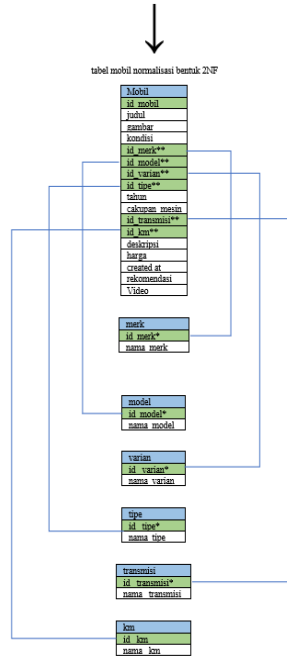 tabel mobil normalisasi bentuk 2NF
Mobil
id_mobil
judul
gambar
kondisi
id_merk**
id_model**
id_varian**
id_tipe**
tahun
cakupan_mesin
id_transmisi**
id_km**
deskripsi
harga
created at
rekomendasi
Video
merk
id_merk*
nama_merk
model
id_model*
nama_model
varian
id_varian*
nama_varian
tipe
id_tipe*
nama_tipe
transmisi
id_transmisi*
nama_transmisi
km
id_km
nama_km